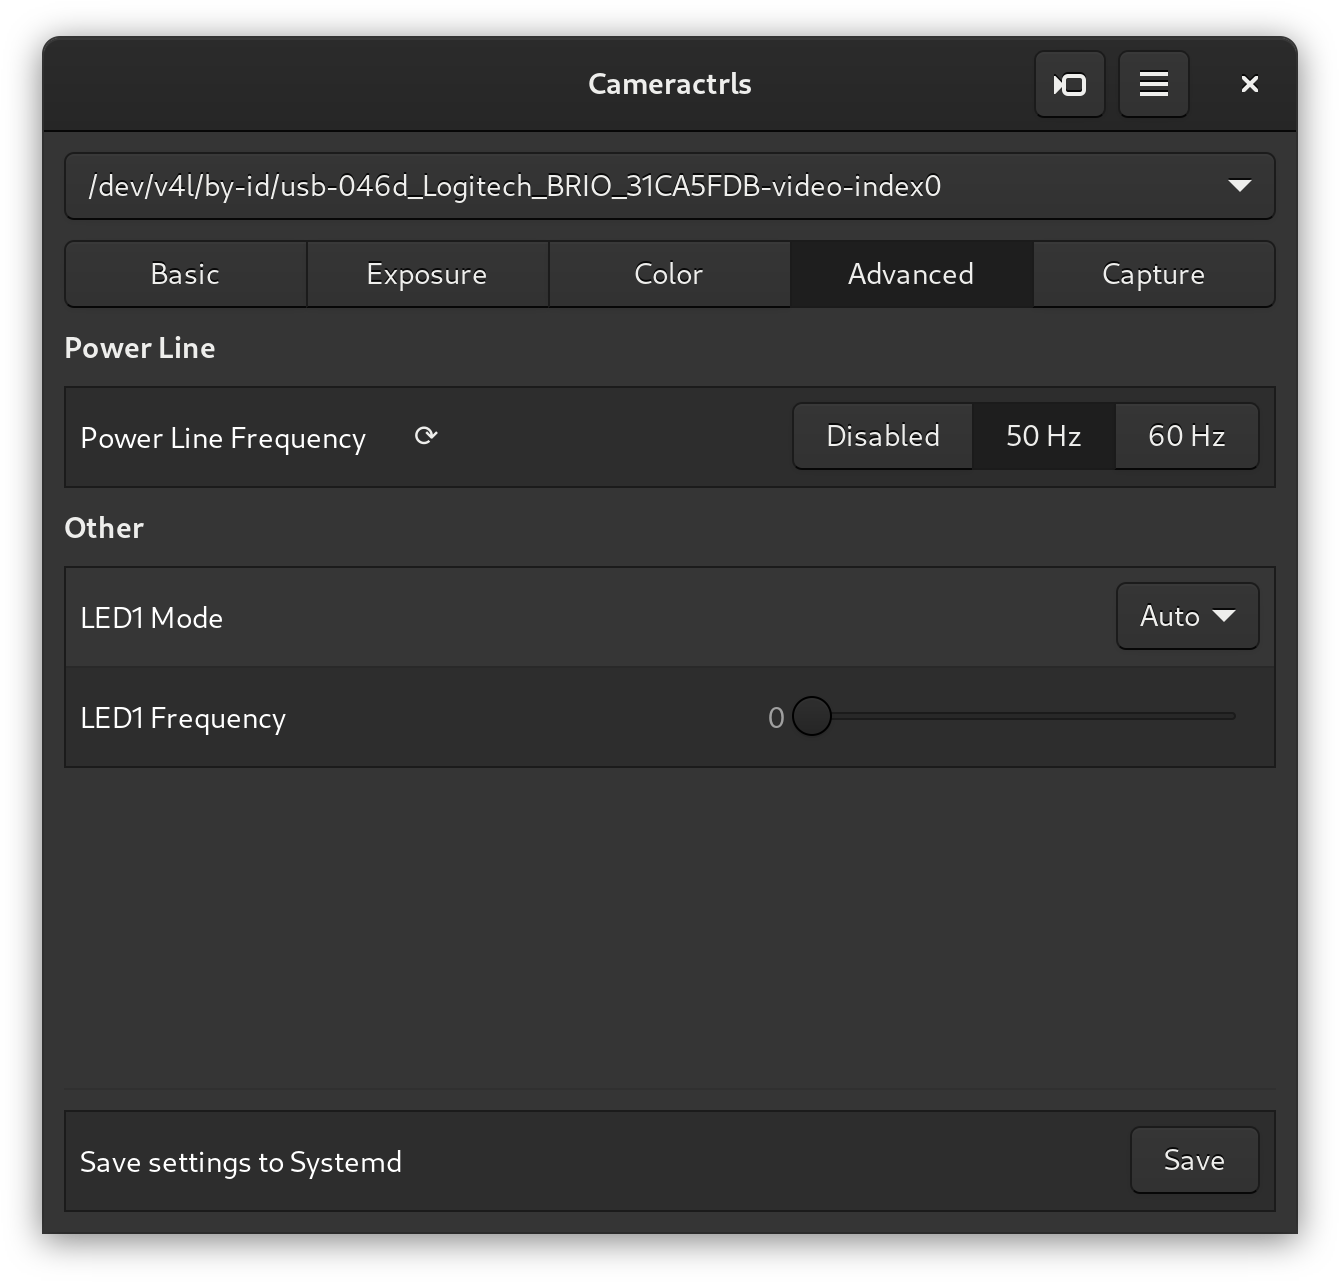 Cameractrls
/dev/v4l/by-id/usb-046d_Logitech_BRIO_31CA5FDB-video-index0
Basic Exposure Color Advanced Capture
Power Line
Power Line Frequency ⟳ Disabled 50 Hz 60 Hz
Other
LED1 Mode Auto
LED1 Frequency 0
Save settings to Systemd Save